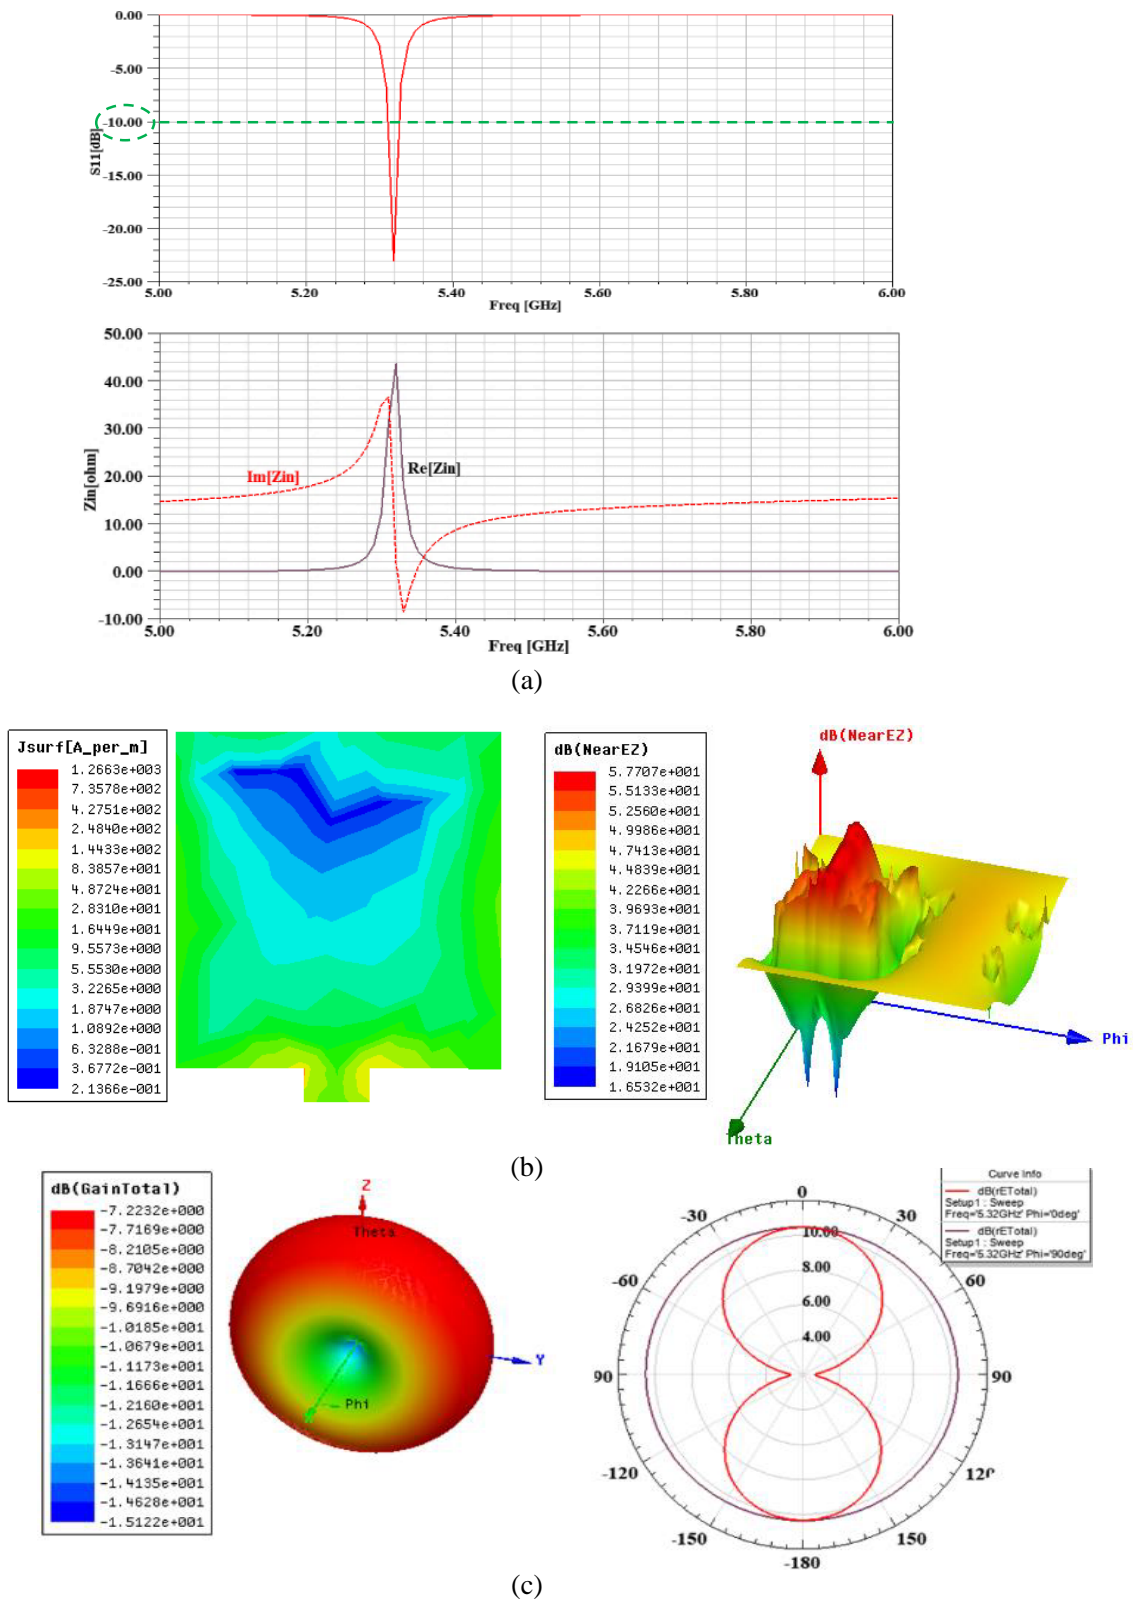 0.00
-5.00
-10.00
-15.00
-20.00
-25.00
S11[dB]
5.00 5.20 5.40 5.60 5.80 6.00
Freq [GHz]
50.00
40.00
30.00
20.00
10.00
0.00
-10.00
Zin[ohm]
Im[Zin]
Re[Zin]
5.00 5.20 5.40 5.60 5.80 6.00
Freq [GHz]
(a)
Jsurf[A_per_m]
1.2663e+003
7.3578e+002
4.2751e+002
2.4840e+002
1.4433e+002
8.3857e+001
4.8724e+001
2.8310e+001
1.6449e+001
9.5573e+000
5.5530e+000
3.2265e+000
1.8747e+000
1.0892e+000
6.3288e-001
3.6772e-001
2.1366e-001
dB(NearEZ)
5.7707e+001
5.5133e+001
5.2560e+001
4.9986e+001
4.7413e+001
4.4839e+001
4.2266e+001
3.9693e+001
3.7119e+001
3.4546e+001
3.1972e+001
2.9399e+001
2.6826e+001
2.4252e+001
2.1679e+001
1.9105e+001
1.6532e+001
dB(NearEZ)
Phi
Theta
(b)
dB(GainTotal)
-7.2232e+000
-7.7169e+000
-8.2105e+000
-8.7042e+000
-9.1979e+000
-9.6916e+000
-1.0185e+001
-1.0679e+001
-1.1173e+001
-1.1666e+001
-1.2160e+001
-1.2654e+001
-1.3147e+001
-1.3641e+001
-1.4135e+001
-1.4628e+001
-1.5122e+001
Z
Theta
Y
Phi
Curve Info
dB(rETotal)
Setup1 : Sweep
Freq='5.32GHz' Phi='0deg'
dB(rETotal)
Setup1 : Sweep
Freq='5.32GHz' Phi='90deg'
0
-30 30
-60 60
90 90
-120 120
-150 150
-180
10.00
8.00
6.00
4.00
(c)